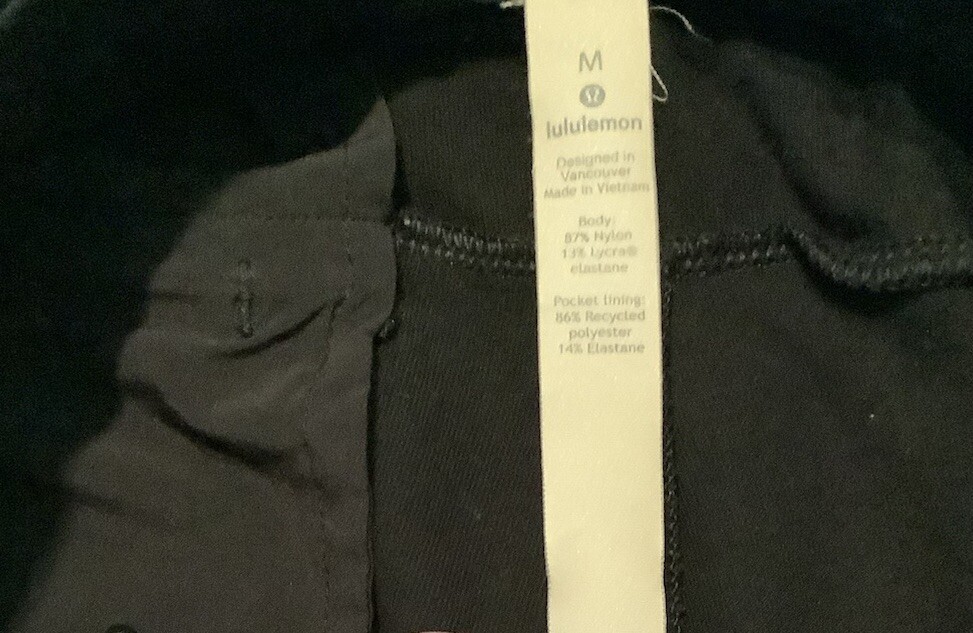 M
lululemon
Designed in
Vancouver
Made in Vietnam
Body:
87% Nylon
13% Lycra®
elastane
Pocket lining:
86% Recycled
polyester
14% Elastane